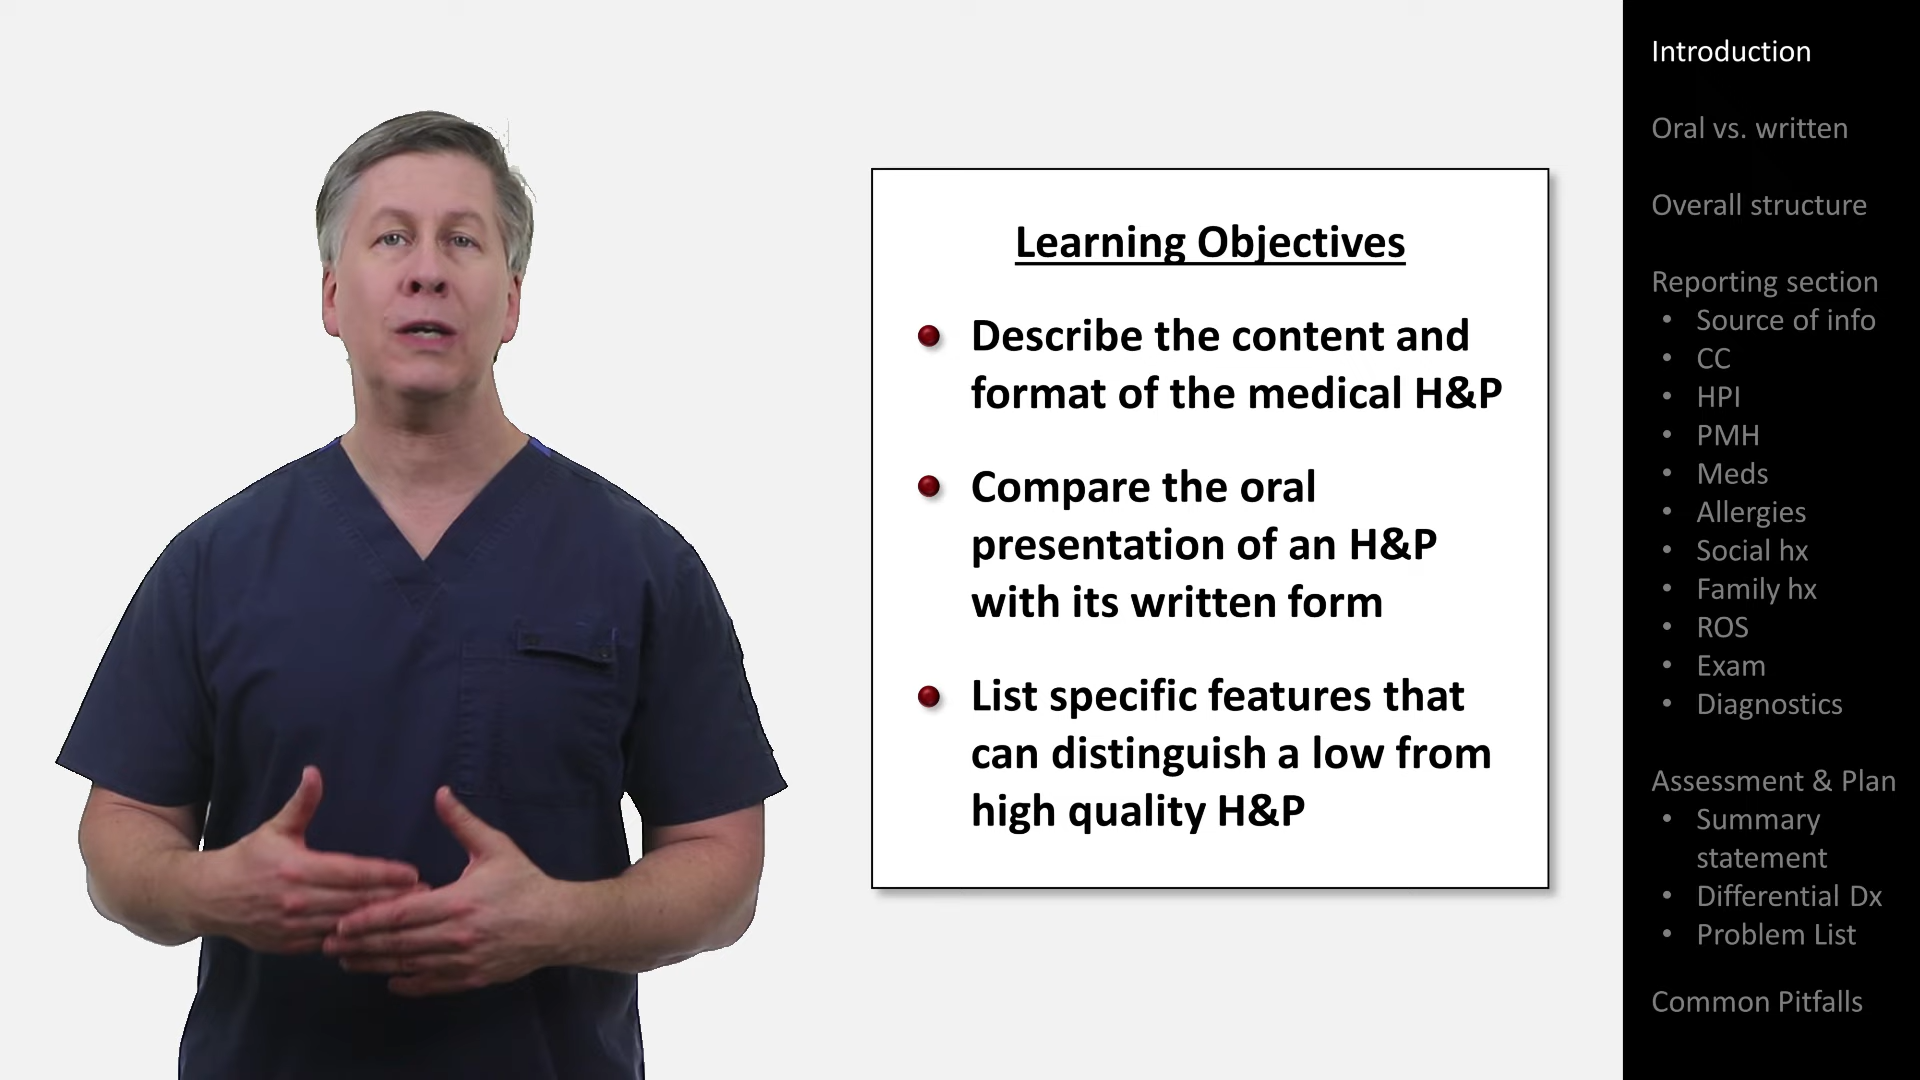 Learning Objectives
• Describe the content and
format of the medical H&P
• Compare the oral
presentation of an H&P
with its written form
• List specific features that
can distinguish a low from
high quality H&P
Introduction
Oral vs. written
Overall structure
Reporting section
• Source of info
• CC
• HPI
• PMH
• Meds
• Allergies
• Social hx
• Family hx
• ROS
• Exam
• Diagnostics
Assessment & Plan
• Summary
statement
• Differential Dx
• Problem List
Common Pitfalls